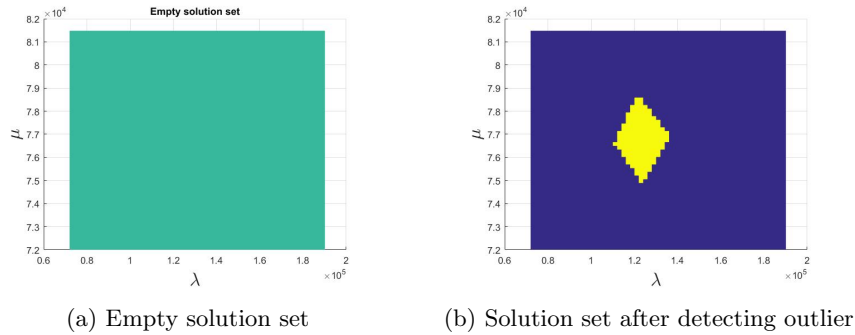 Empty solution set
×10⁴
8.2
8.1
8
7.9
7.8
7.7
7.6
7.5
7.4
7.3
7.2
μ
0.6 0.8 1 1.2 1.4 1.6 1.8 2
×10⁵
λ
(a) Empty solution set
×10⁴
8.2
8.1
8
7.9
7.8
7.7
7.6
7.5
7.4
7.3
7.2
μ
0.6 0.8 1 1.2 1.4 1.6 1.8 2
×10⁵
λ
(b) Solution set after detecting outlier